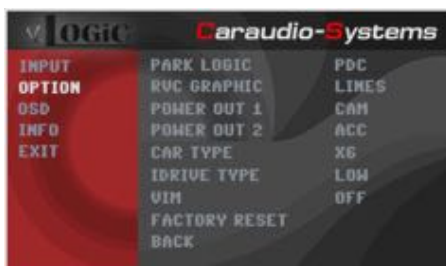 v.LOGiC Caraudio-Systems
INPUT PARK LOGIC PDC
OPTION RVC GRAPHIC LINES
OSD POWER OUT 1 CAM
INFO POWER OUT 2 ACC
EXIT CAR TYPE X6
IDRIVE TYPE LOW
VIM OFF
FACTORY RESET
BACK